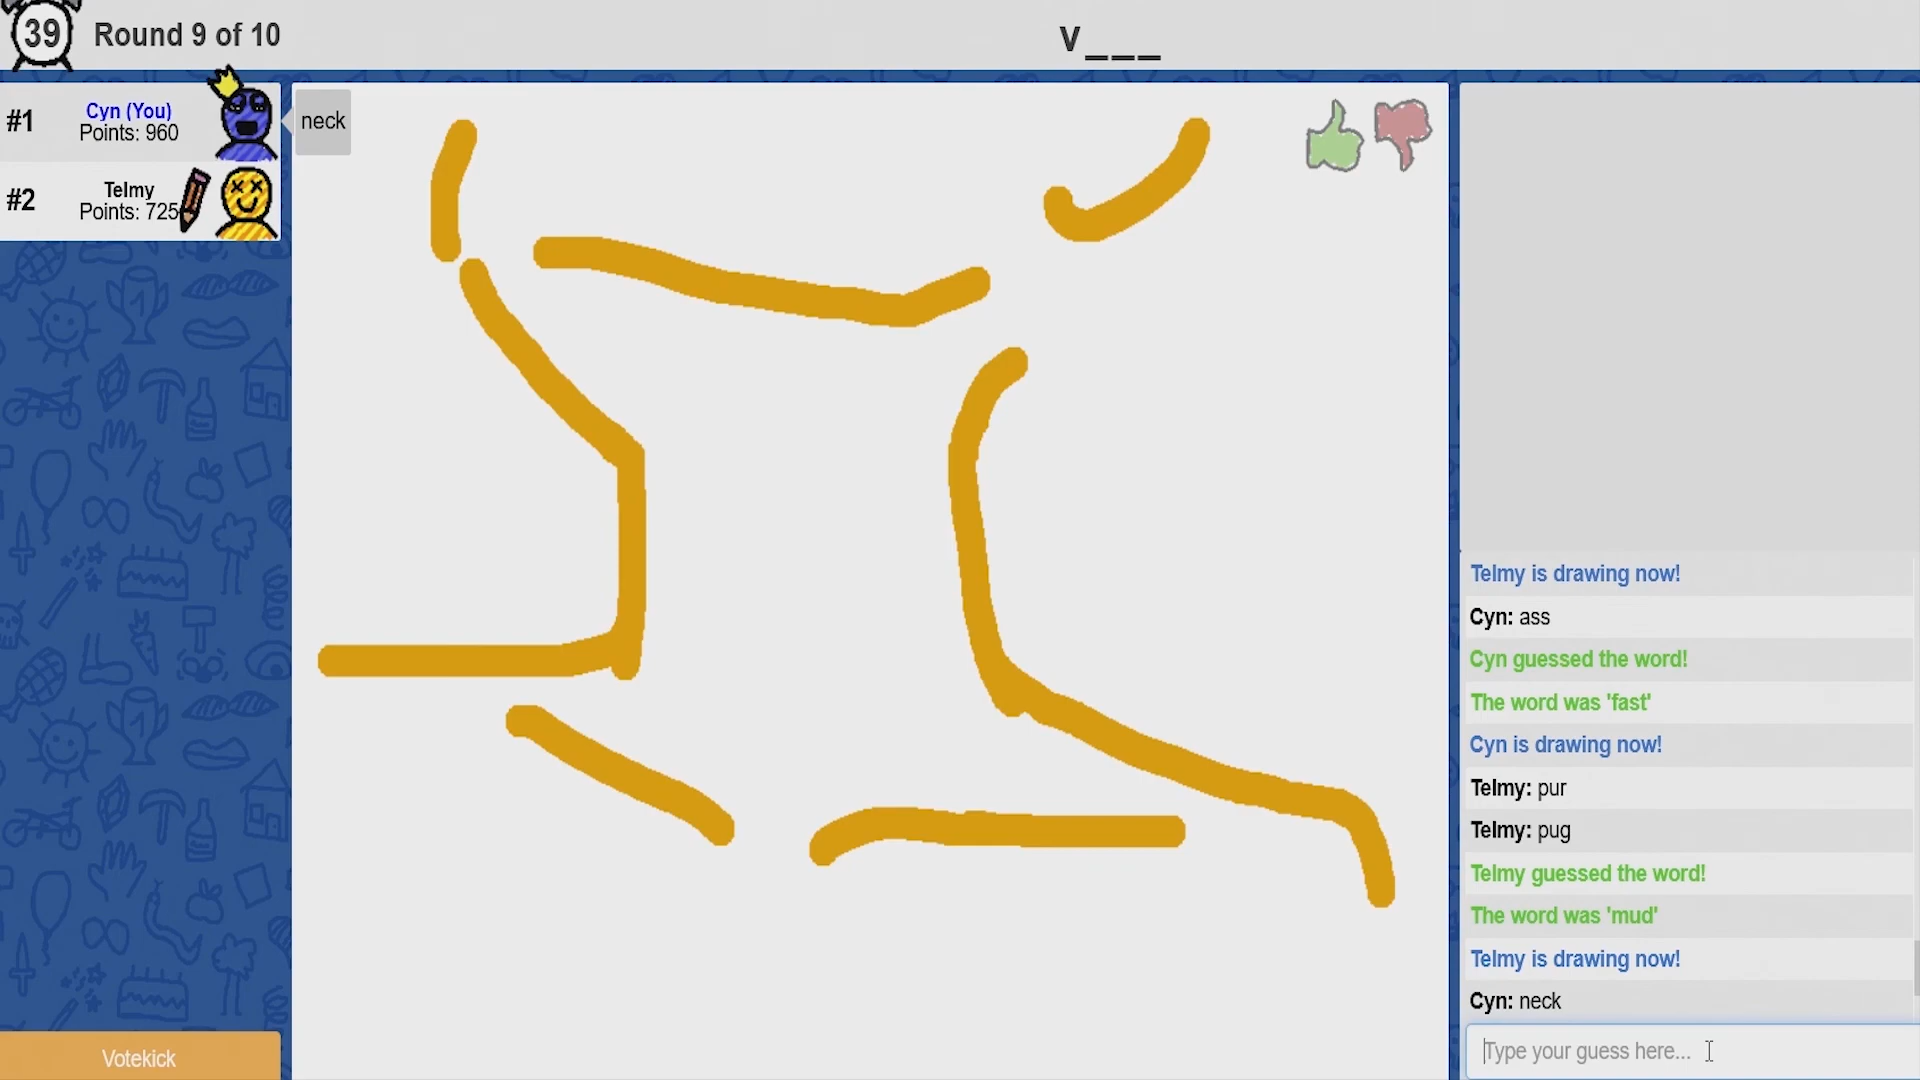 39
Round 9 of 10
v___
#1
Cyn (You)
Points: 960
neck
#2
Telmy
Points: 725
Telmy is drawing now!
Cyn: ass
Cyn guessed the word!
The word was 'fast'
Cyn is drawing now!
Telmy: pur
Telmy: pug
Telmy guessed the word!
The word was 'mud'
Telmy is drawing now!
Cyn: neck
Type your guess here...
Votekick